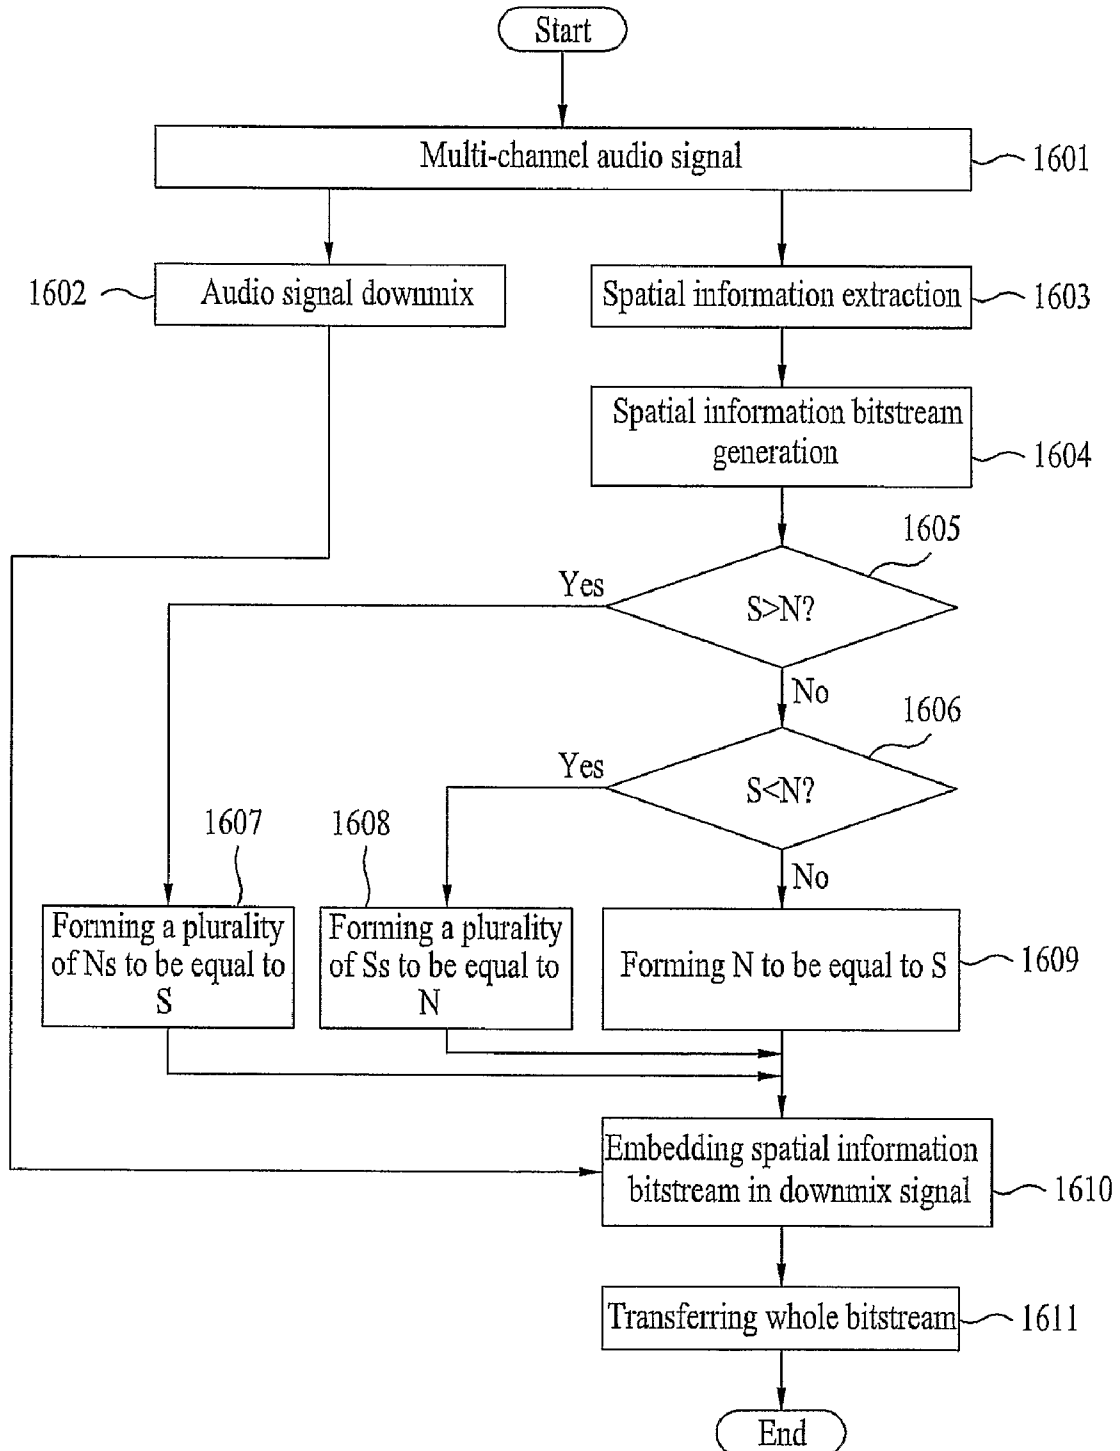 Start
Multi-channel audio signal
1601
1602
Audio signal downmix
Spatial information extraction
1603
Spatial information bitstream
generation
1604
1605
Yes
S>N?
No
1606
Yes
S<N?
1607
1608
No
Forming a plurality
of Ns to be equal to
S
Forming a plurality
of Ss to be equal to
N
Forming N to be equal to S
1609
Embedding spatial information
bitstream in downmix signal
1610
Transferring whole bitstream
1611
End